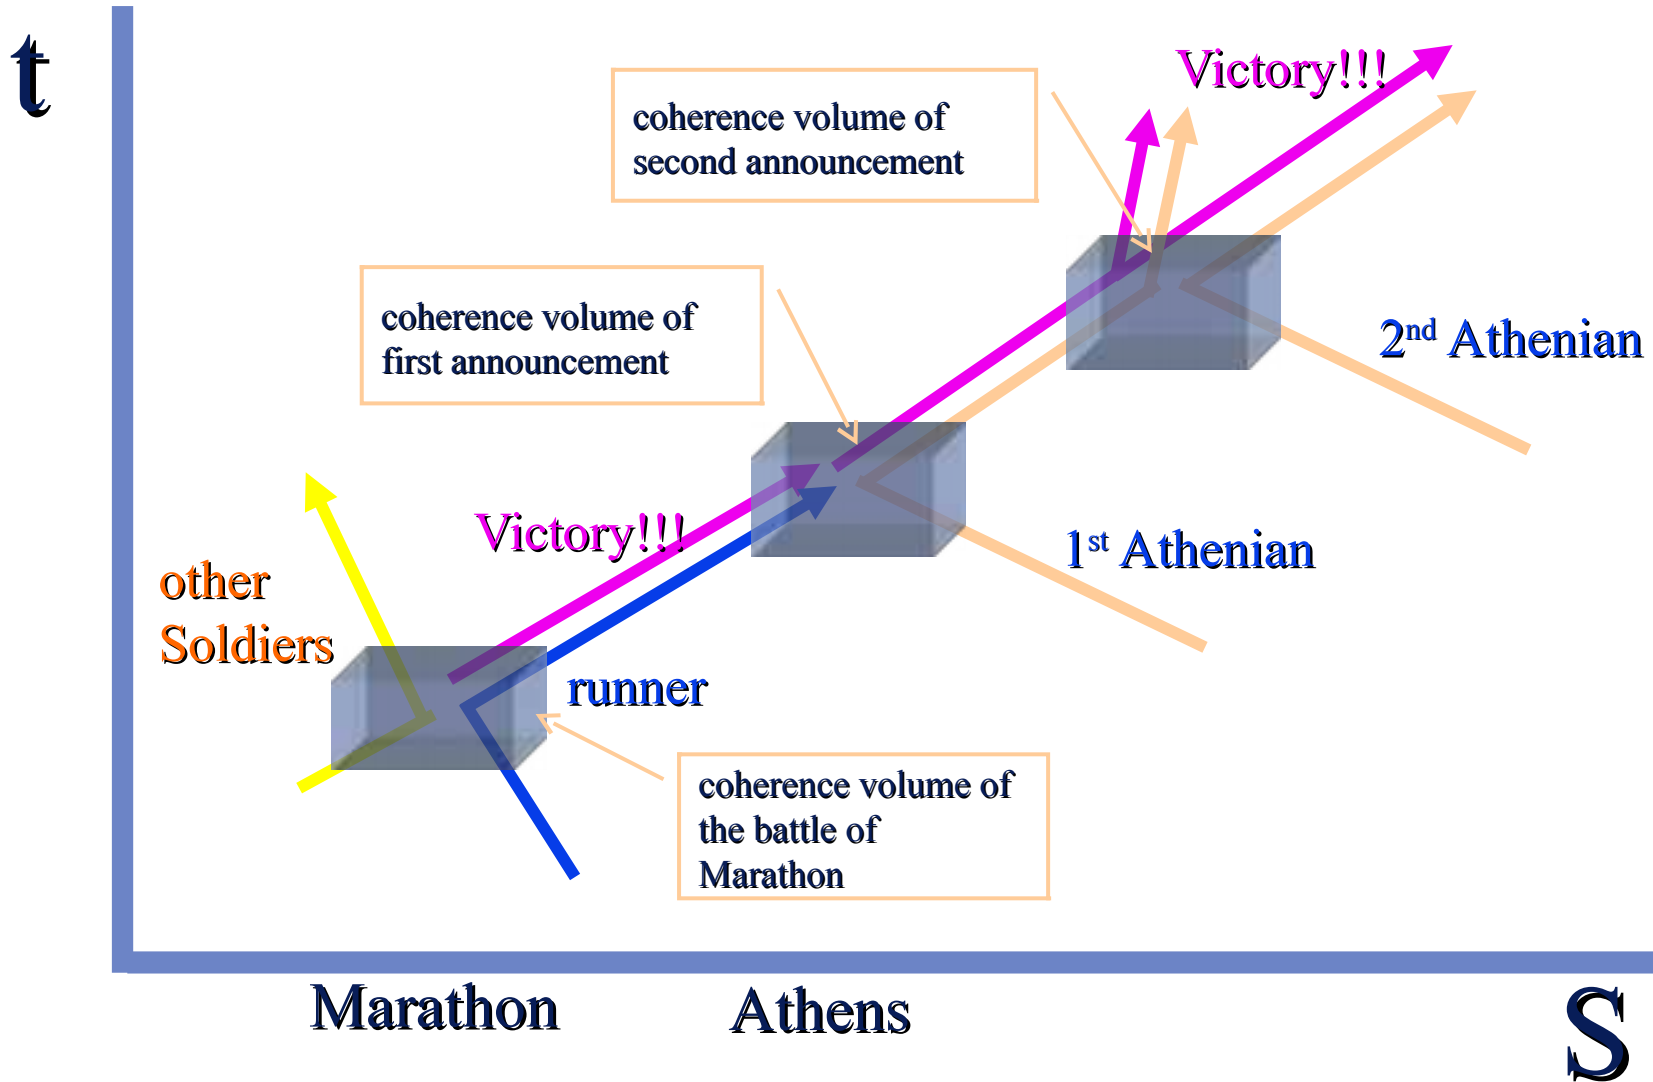 t
Victory!!!
coherence volume of
second announcement
coherence volume of
first announcement
2nd Athenian
Victory!!!
1st Athenian
other
Soldiers
runner
coherence volume of
the battle of
Marathon
Marathon
Athens
S